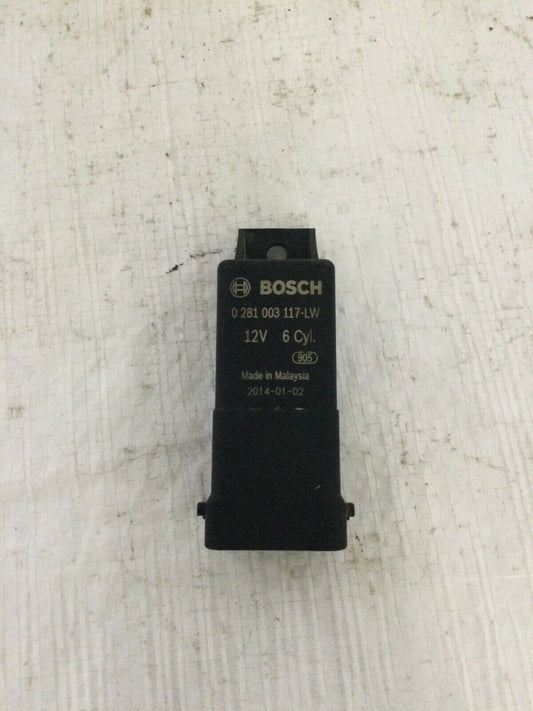 BOSCH
0 281 003 117-LW
12V 6 Cyl.
905
Made in Malaysia
2014-01-02